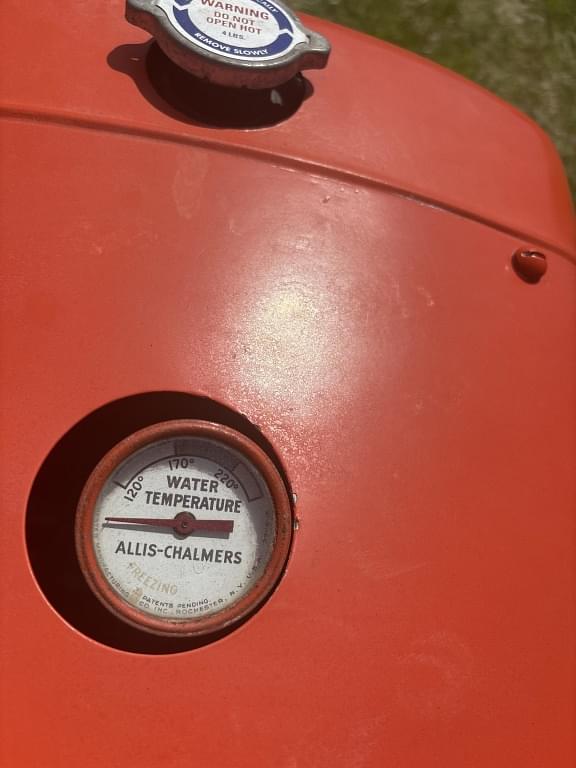 WARNING
DO NOT
OPEN HOT
4 LBS.
REMOVE SLOWLY
120° 170° 220°
WATER
TEMPERATURE
ALLIS-CHALMERS
FREEZING
PATENTS PENDING
CO. INC., ROCHESTER, N.Y.